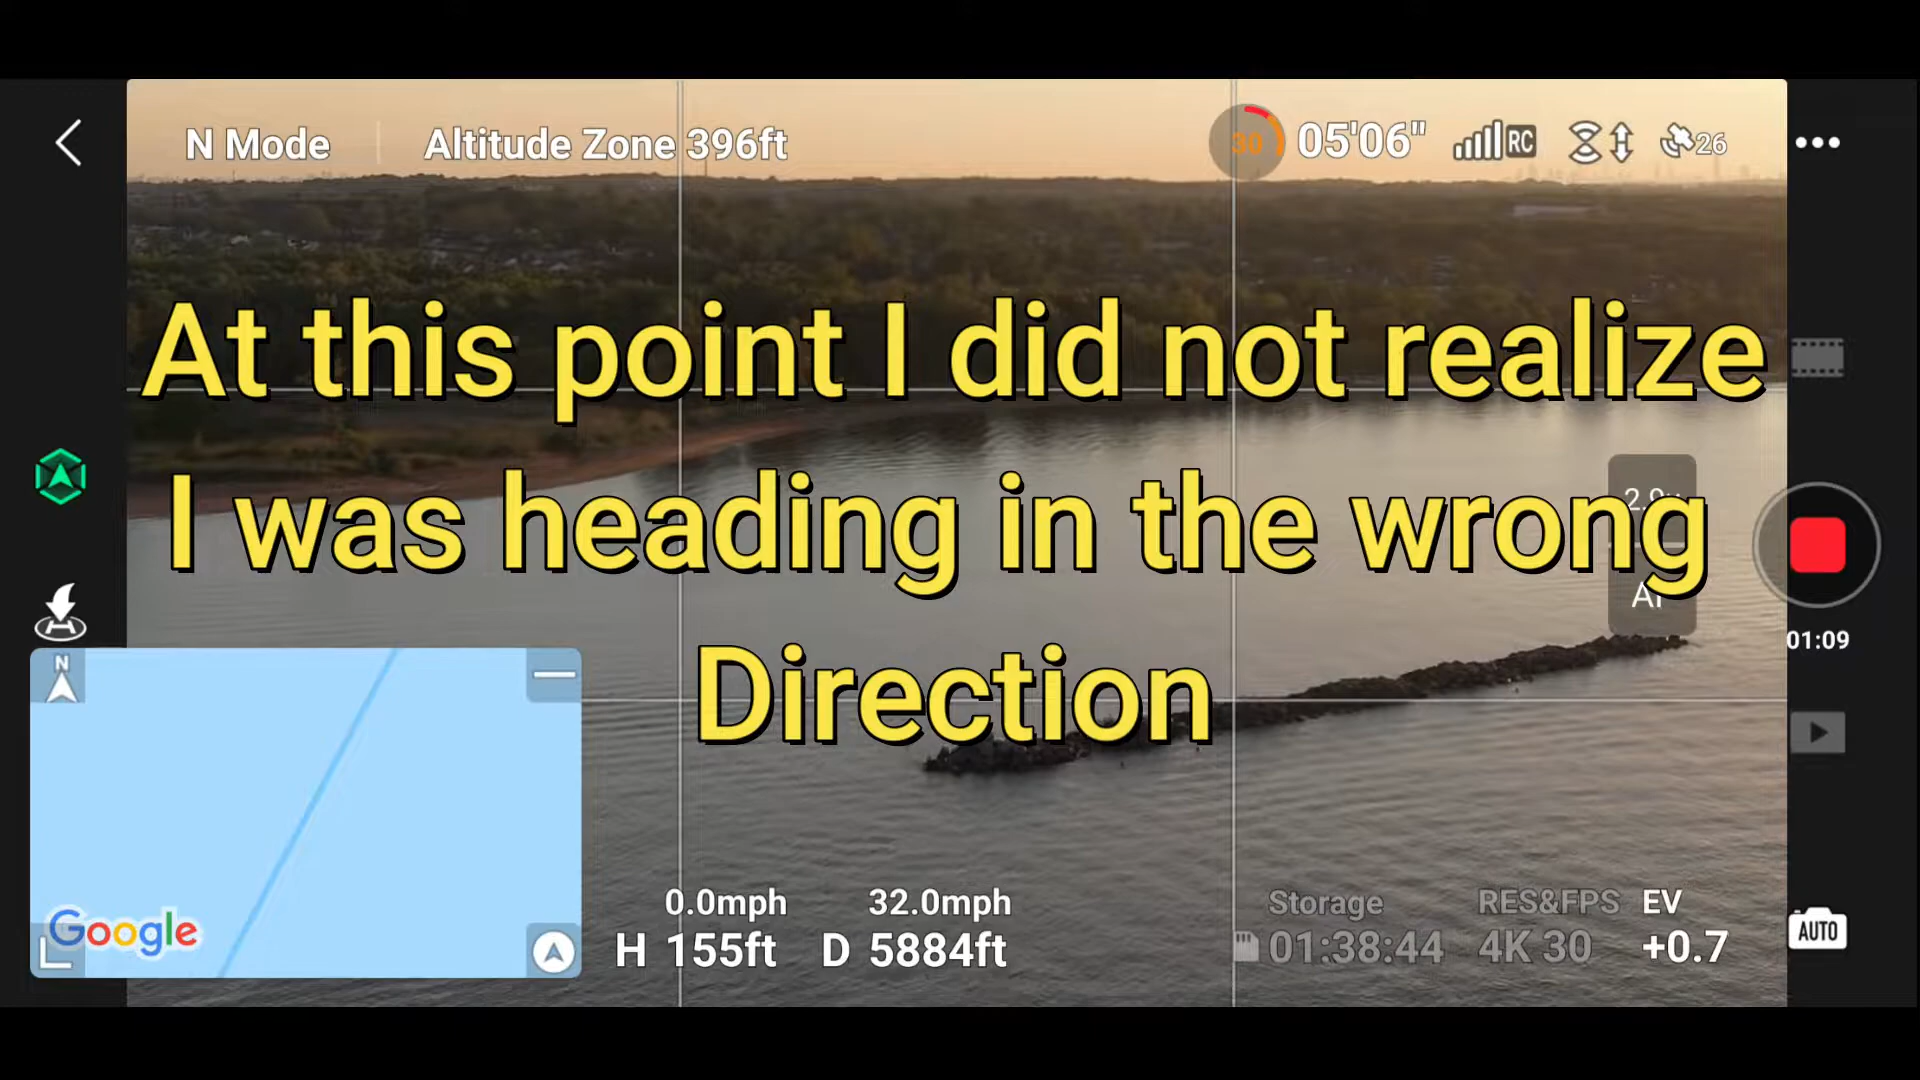 N Mode
Altitude Zone 396ft
30
05'06"
RC
26
At this point I did not realize
I was heading in the wrong
Direction
01:09
N
Google
0.0mph
32.0mph
H 155ft
D 5884ft
Storage
01:38:44
RES&FPS
4K 30
EV
+0.7
AUTO